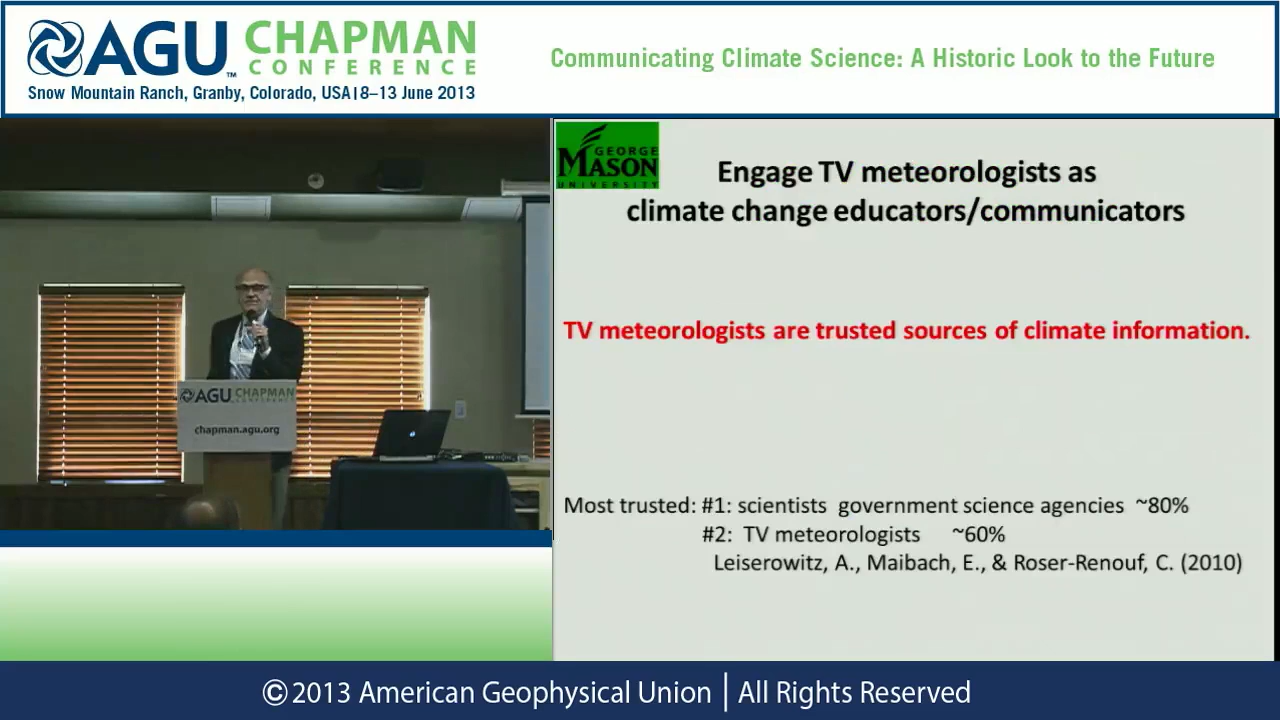 AGU CHAPMAN
CONFERENCE
Snow Mountain Ranch, Granby, Colorado, USA|8–13 June 2013
Communicating Climate Science: A Historic Look to the Future
GEORGE
MASON
UNIVERSITY
Engage TV meteorologists as
climate change educators/communicators
TV meteorologists are trusted sources of climate information.
AGU CHAPMAN
CONFERENCE
chapman.agu.org
Most trusted: #1: scientists government science agencies ~80%
#2: TV meteorologists ~60%
Leiserowitz, A., Maibach, E., & Roser-Renouf, C. (2010)
©2013 American Geophysical Union | All Rights Reserved